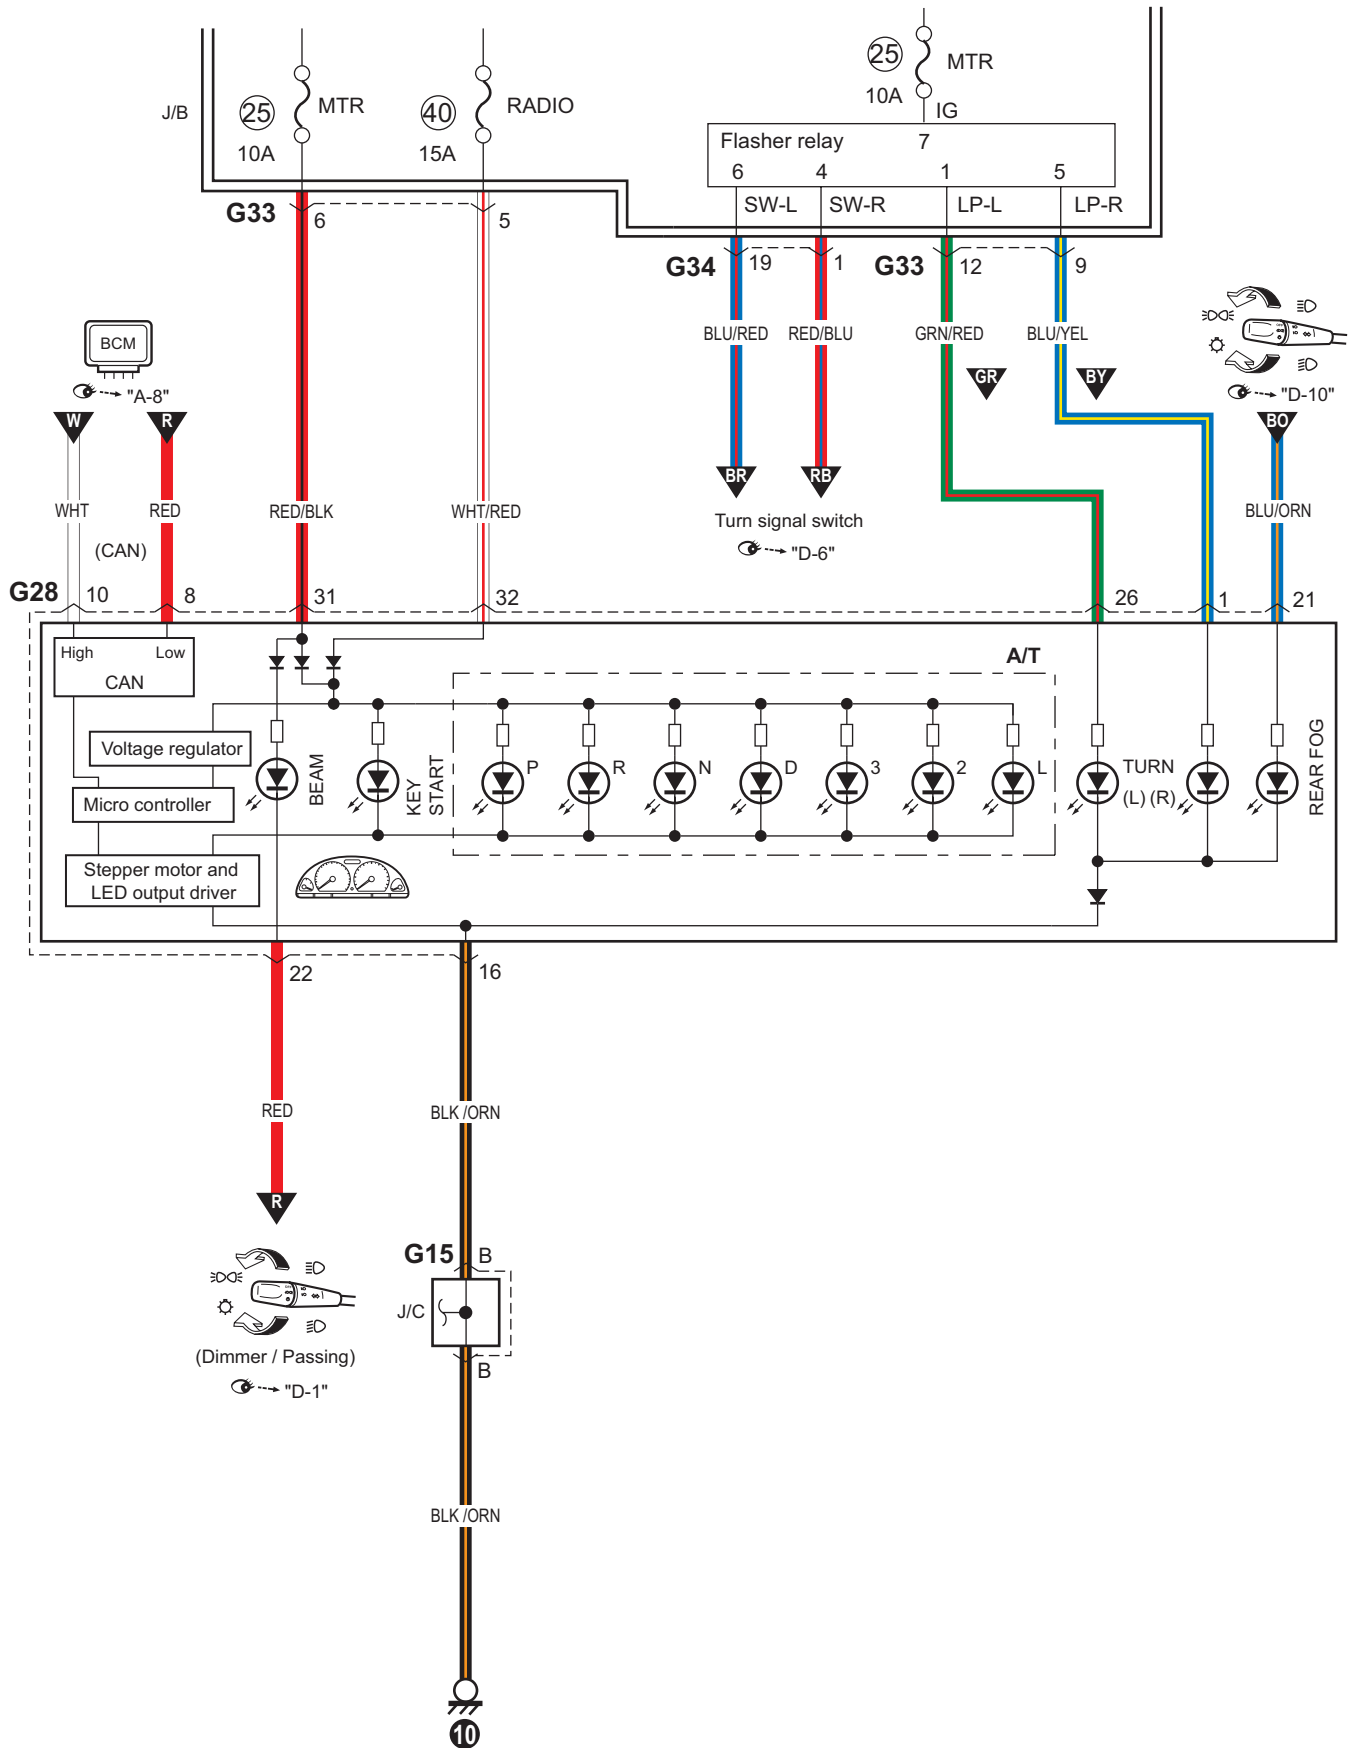 25
MTR
10A
IG
J/B
25
MTR
10A
40
RADIO
15A
Flasher relay
7
6
4
1
5
SW-L
SW-R
LP-L
LP-R
G33
6
5
G34
19
1
G33
12
9
BLU/RED
RED/BLU
GRN/RED
BLU/YEL
BCM
"A-8"
"D-10"
W
R
GR
BY
BO
BR
RB
WHT
RED
RED/BLK
WHT/RED
BLU/ORN
Turn signal switch
"D-6"
(CAN)
G28
10
8
31
32
26
1
21
High
Low
CAN
A/T
Voltage regulator
Micro controller
Stepper motor and
LED output driver
BEAM
KEY
START
P
R
N
D
3
2
L
TURN
(L) (R)
REAR FOG
22
16
RED
BLK /ORN
R
(Dimmer / Passing)
"D-1"
G15
B
J/C
B
BLK /ORN
10